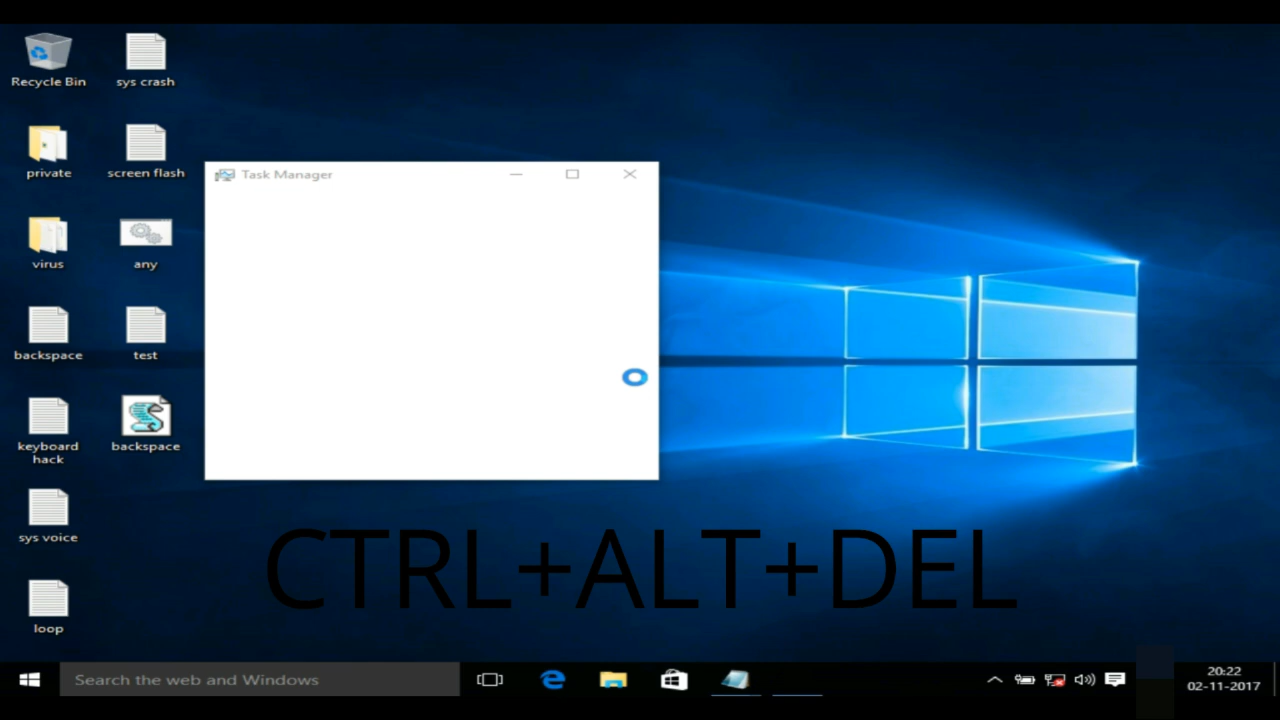 Recycle Bin
sys crash
private
screen flash
Task Manager
virus
any
backspace
test
keyboard
hack
backspace
sys voice
loop
CTRL+ALT+DEL
Search the web and Windows
20:22
02-11-2017